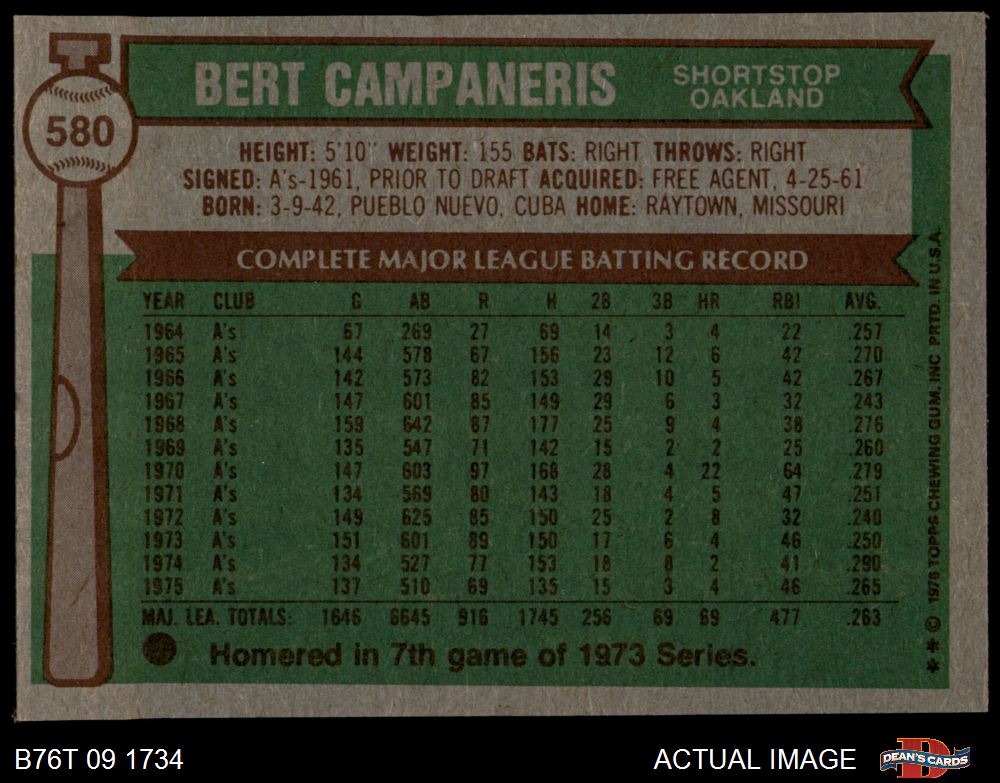 BERT CAMPANERIS
SHORTSTOP
OAKLAND
580
HEIGHT: 5'10" WEIGHT: 155 BATS: RIGHT THROWS: RIGHT
SIGNED: A's-1961, PRIOR TO DRAFT ACQUIRED: FREE AGENT, 4-25-61
BORN: 3-9-42, PUEBLO NUEVO, CUBA HOME: RAYTOWN, MISSOURI
COMPLETE MAJOR LEAGUE BATTING RECORD
YEAR CLUB G AB R H 2B 3B HR RBI AVG.
1964 A's 67 269 27 69 14 3 4 22 .257
1965 A's 144 578 67 156 23 12 6 42 .270
1966 A's 142 573 82 153 29 10 5 42 .267
1967 A's 147 601 85 149 29 6 3 32 .243
1968 A's 159 642 87 177 25 9 4 38 .276
1969 A's 135 547 71 142 15 2 2 25 .260
1970 A's 147 603 97 168 28 4 22 64 .279
1971 A's 134 569 80 143 18 4 5 47 .251
1972 A's 149 625 85 150 25 2 8 32 .240
1973 A's 151 601 89 150 17 6 4 46 .250
1974 A's 134 527 77 153 18 8 2 41 .290
1975 A's 137 510 69 135 15 3 4 46 .265
MAJ. LEA. TOTALS: 1646 6645 916 1745 256 69 69 477 .263
Homered in 7th game of 1973 Series.
** © 1976 TOPPS CHEWING GUM, INC. PRTD. IN U.S.A.
B76T 09 1734
ACTUAL IMAGE
DEAN'S CARDS